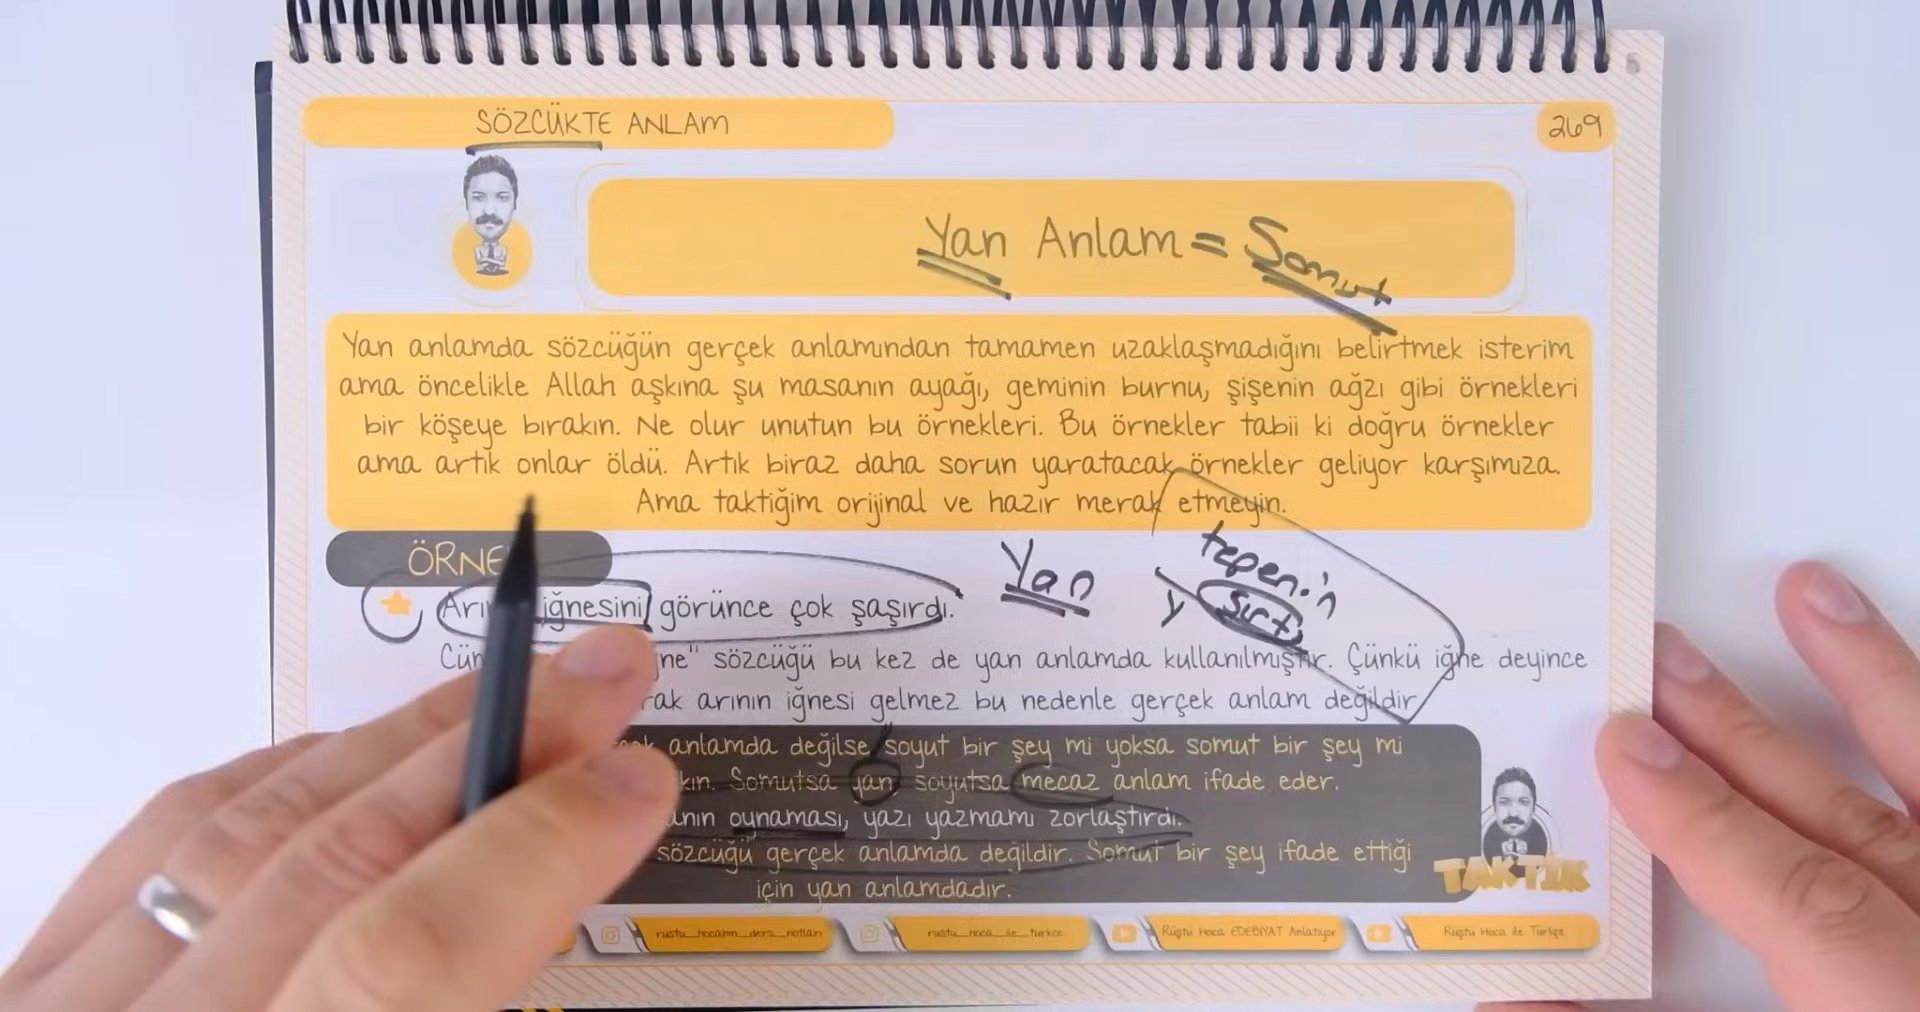 SÖZCÜKTE ANLAM
269
Yan Anlam = Somut
Yan anlamda sözcüğün gerçek anlamından tamamen uzaklaşmadığını belirtmek isterim
ama öncelikle Allah aşkına şu masanın ayağı, geminin burnu, şişenin ağzı gibi örnekleri
bir köşeye bırakın. Ne olur unutun bu örnekleri. Bu örnekler tabii ki doğru örnekler
ama artık onlar öldü. Artık biraz daha sorun yaratacak örnekler geliyor karşımıza.
Ama taktiğim orijinal ve hazır merak etmeyin.
iğnesini görünce çok şaşırdı.
Yan
tepenin
Y sırtı
sözcüğü bu kez de yan anlamda kullanılmıştır. Çünkü iğne deyince
arının iğnesi gelmez bu nedenle gerçek anlam değildir
anlamda değilse soyut bir şey mi yoksa somut bir şey mi
Somutsa yan soyutsa mecaz anlam ifade eder.
oynaması, yazı yazmamı zorlaştırdı.
sözcüğü gerçek anlamda değildir. Somut bir şey ifade ettiği
için yan anlamdadır.
TAKTİK
rustu_hocanin_ders_notlari
rustu_hoca_ile_turkce
Rüştü Hoca EDEBİYAT Anlatıyor
Rüştü Hoca ile Türkçe